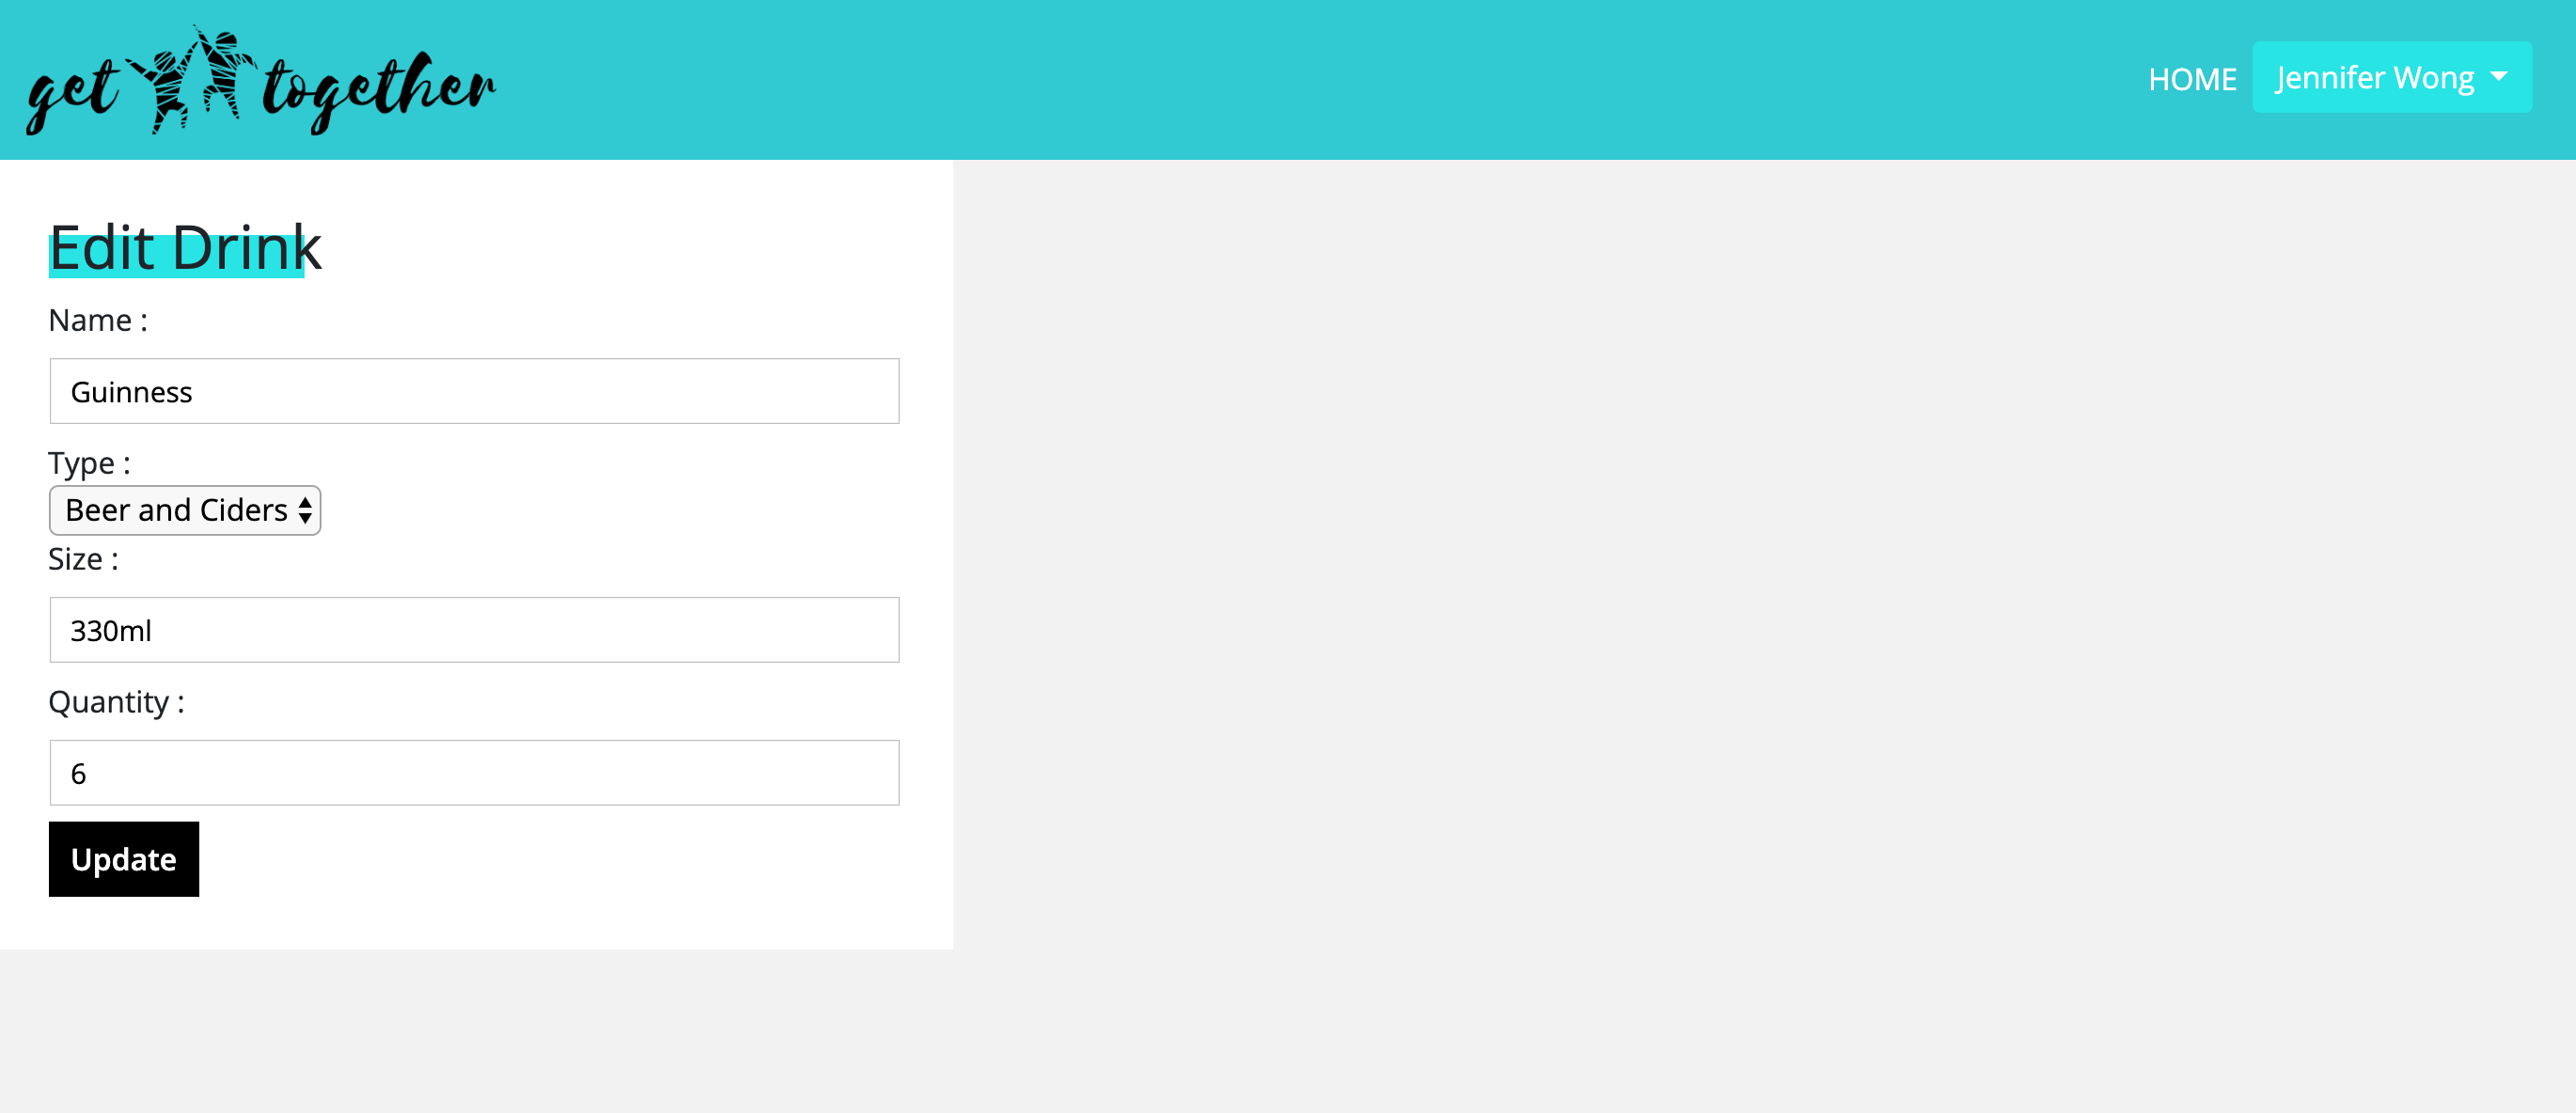 get together
HOME
Jennifer Wong
Edit Drink
Name :
Guinness
Type :
Beer and Ciders
Size :
330ml
Quantity :
6
Update